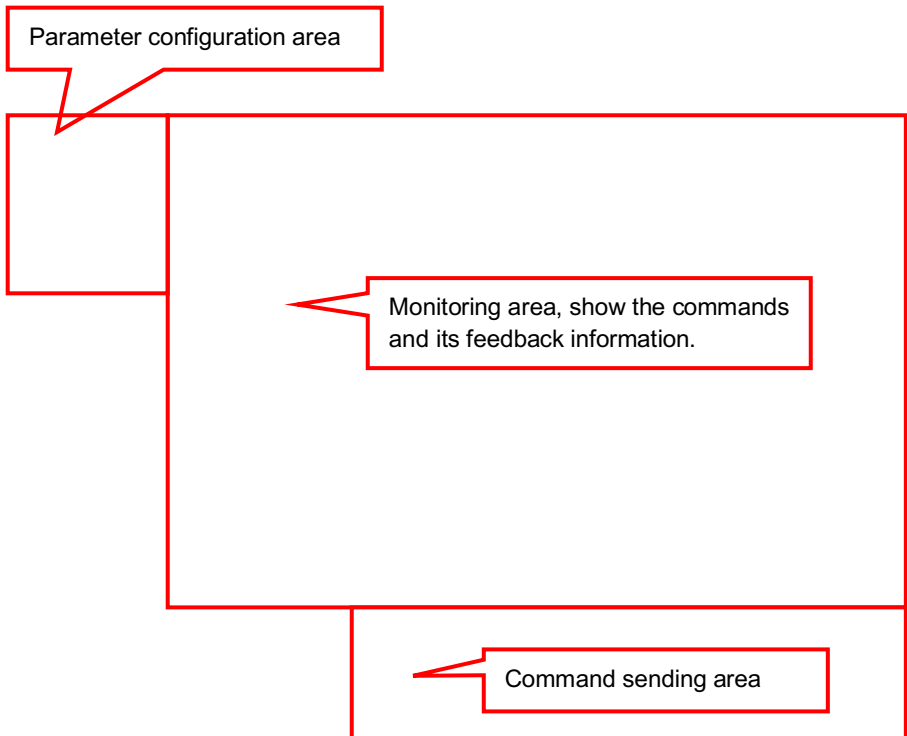 Parameter configuration area
Monitoring area, show the commands
and its feedback information.
Command sending area